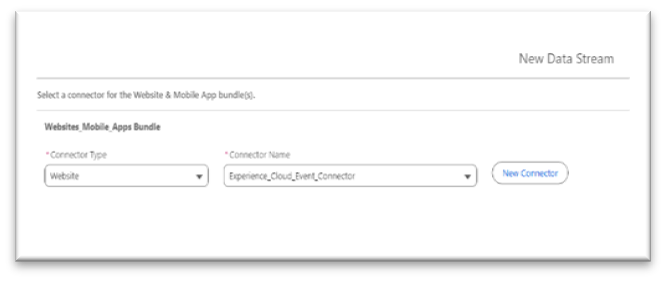 New Data Stream
Select a connector for the Website & Mobile App bundle(s).
Websites_Mobile_Apps Bundle
*Connector Type
*Connector Name
Website
Experience_Cloud_Event_Connector
New Connector